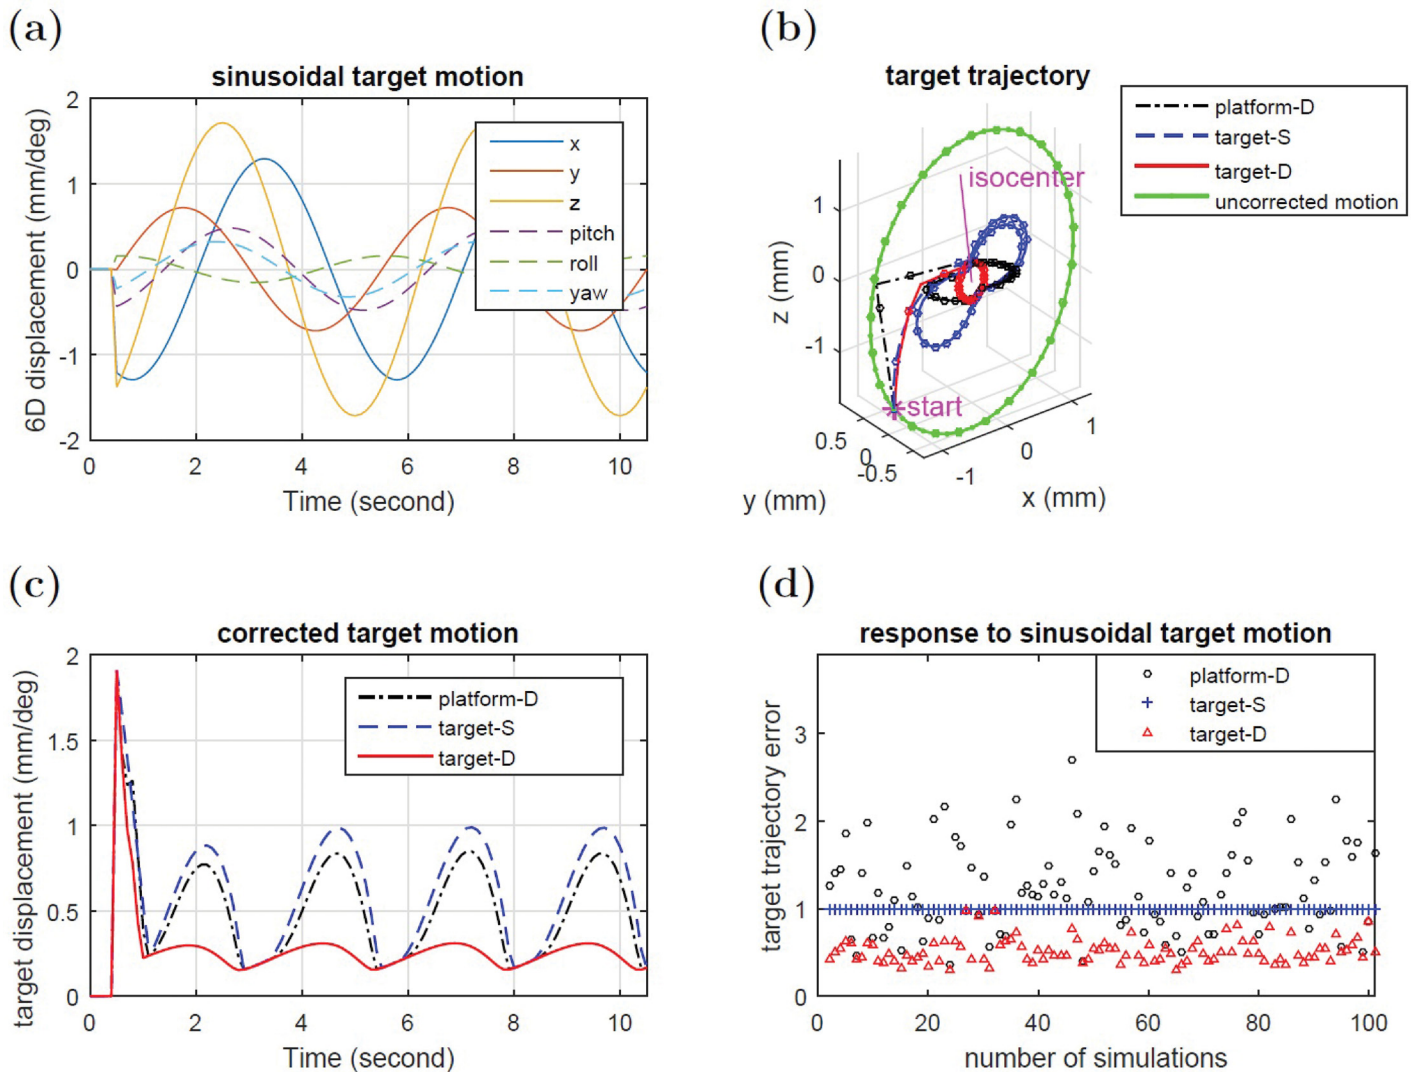 (a)
sinusoidal target motion
6D displacement (mm/deg)
2
1
0
-1
-2
x
y
z
pitch
roll
yaw
0 2 4 6 8 10
Time (second)
(b)
target trajectory
platform-D
target-S
target-D
uncorrected motion
isocenter
start
z (mm)
1
0
-1
0.5
0
-0.5
y (mm)
-1
0
1
x (mm)
(c)
corrected target motion
target displacement (mm/deg)
2
1.5
1
0.5
0
platform-D
target-S
target-D
0 2 4 6 8 10
Time (second)
(d)
response to sinusoidal target motion
target trajectory error
3
2
1
0
platform-D
target-S
target-D
0 20 40 60 80 100
number of simulations